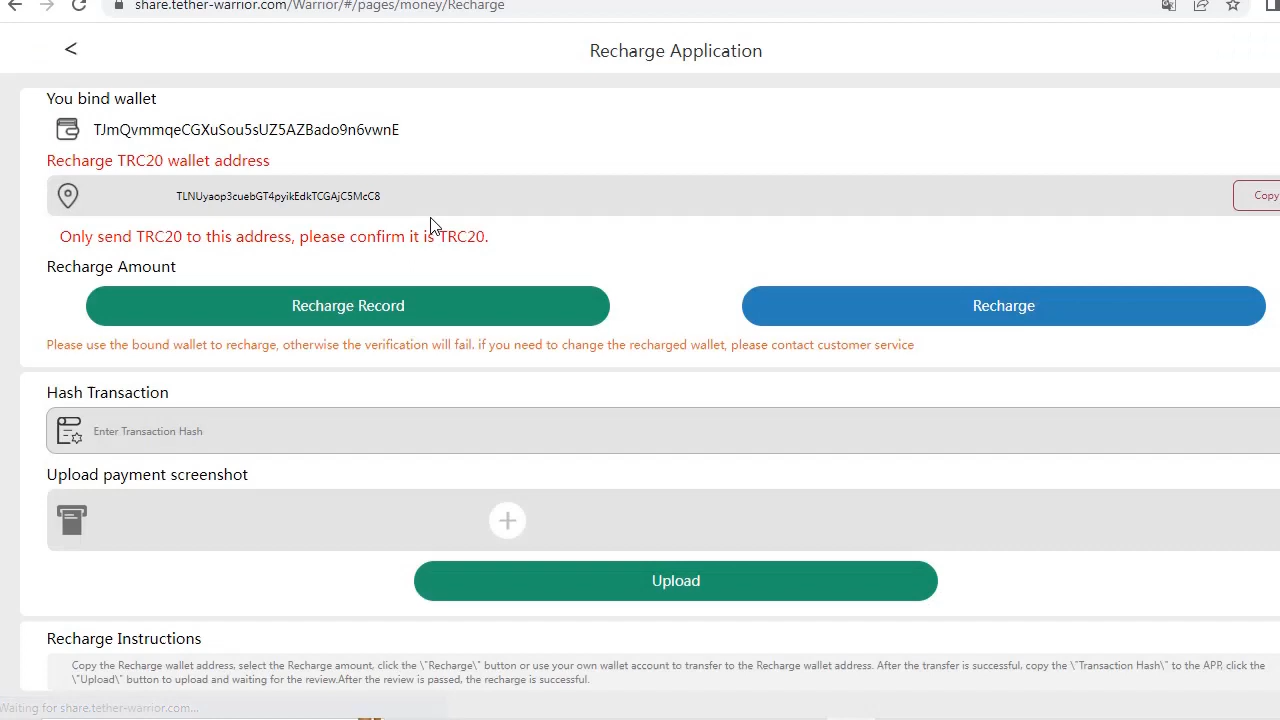 share.tether-warrior.com/Warrior/#/pages/money/Recharge
<
Recharge Application
You bind wallet
TJmQvmmqeCGXuSou5sUZ5AZBado9n6vwnE
Recharge TRC20 wallet address
TLNUyaop3cuebGT4pyikEdkTCGAjC5McC8
Copy
Only send TRC20 to this address, please confirm it is TRC20.
Recharge Amount
Recharge Record
Recharge
Please use the bound wallet to recharge, otherwise the verification will fail. if you need to change the recharged wallet, please contact customer service
Hash Transaction
Enter Transaction Hash
Upload payment screenshot
Upload
Recharge Instructions
Copy the Recharge wallet address, select the Recharge amount, click the \"Recharge\" button or use your own wallet account to transfer to the Recharge wallet address. After the transfer is successful, copy the \"Transaction Hash\" to the APP, click the
\"Upload\" button to upload and waiting for the review.After the review is passed, the recharge is successful.
Waiting for share.tether-warrior.com...